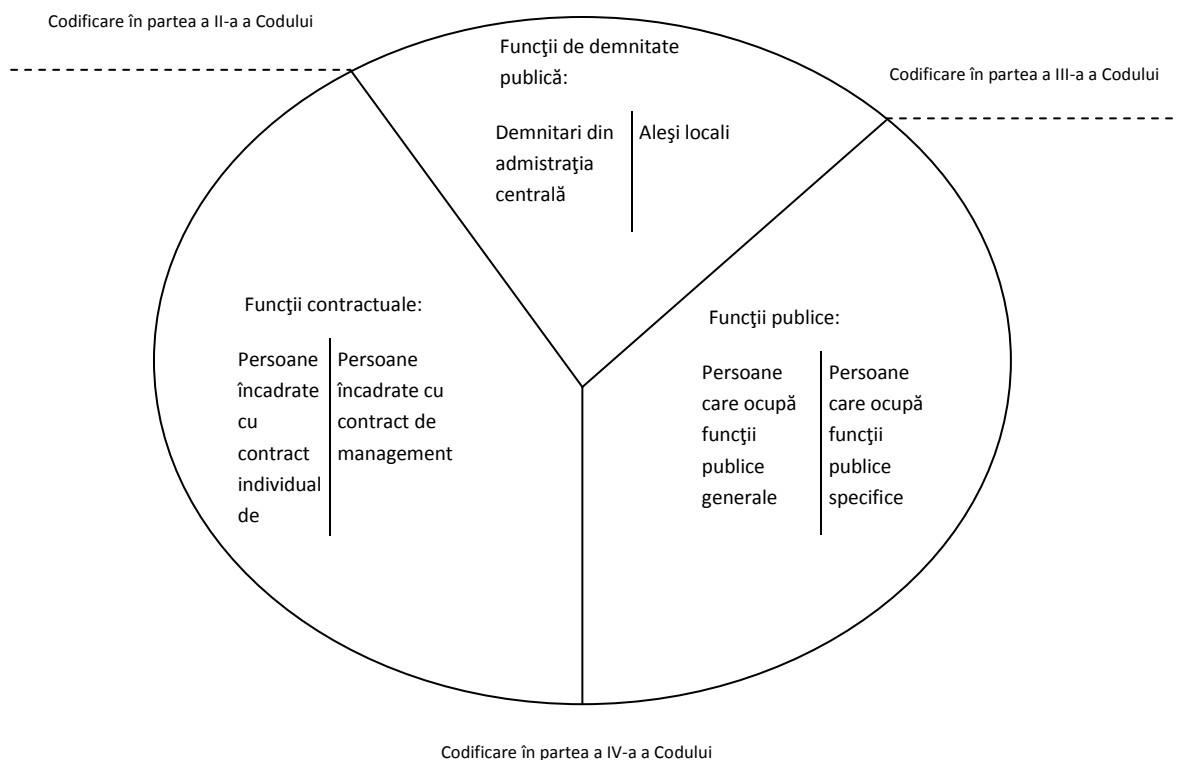 Codificare în partea a II-a a Codului
Funcţii de demnitate
publică:
Codificare în partea a III-a a Codului
Demnitari din
admistraţia
centrală
Aleşi locali
Funcţii contractuale:
Persoane
încadrate
cu
contract
individual
de
Persoane
încadrate cu
contract de
management
Funcţii publice:
Persoane
care ocupă
funcţii
publice
generale
Persoane
care ocupă
funcţii
publice
specifice
Codificare în partea a IV-a a Codului